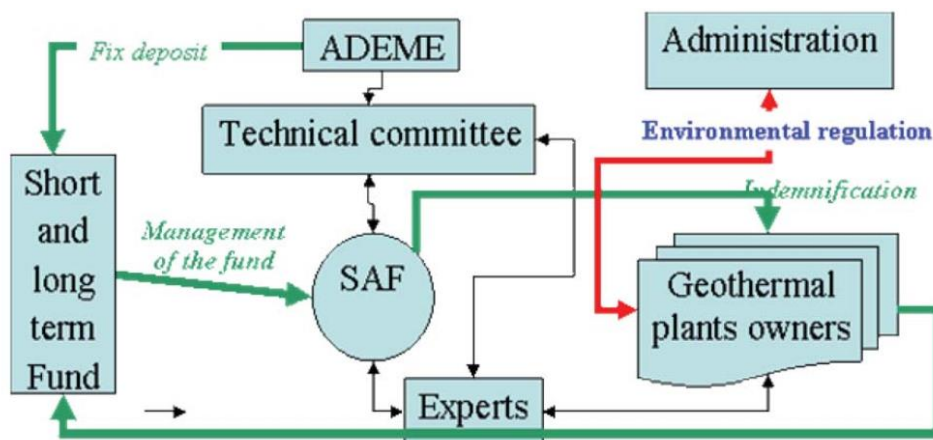 Fix deposit
ADEME
Administration
Technical committee
Environmental regulation
Short
and
long
term
Fund
Management
of the fund
SAF
Indemnification
Geothermal
plants owners
Experts